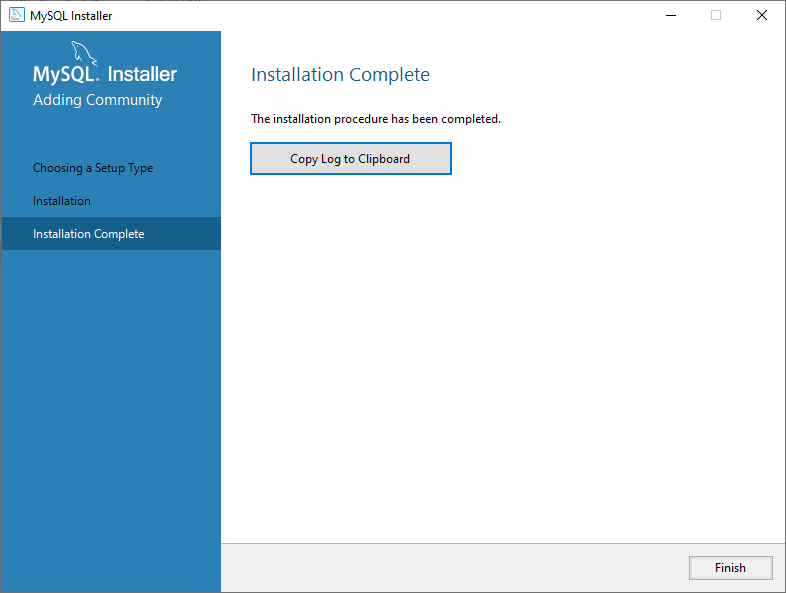 MySQL Installer
MySQL. Installer
Adding Community
Choosing a Setup Type
Installation
Installation Complete
Installation Complete
The installation procedure has been completed.
Copy Log to Clipboard
Finish